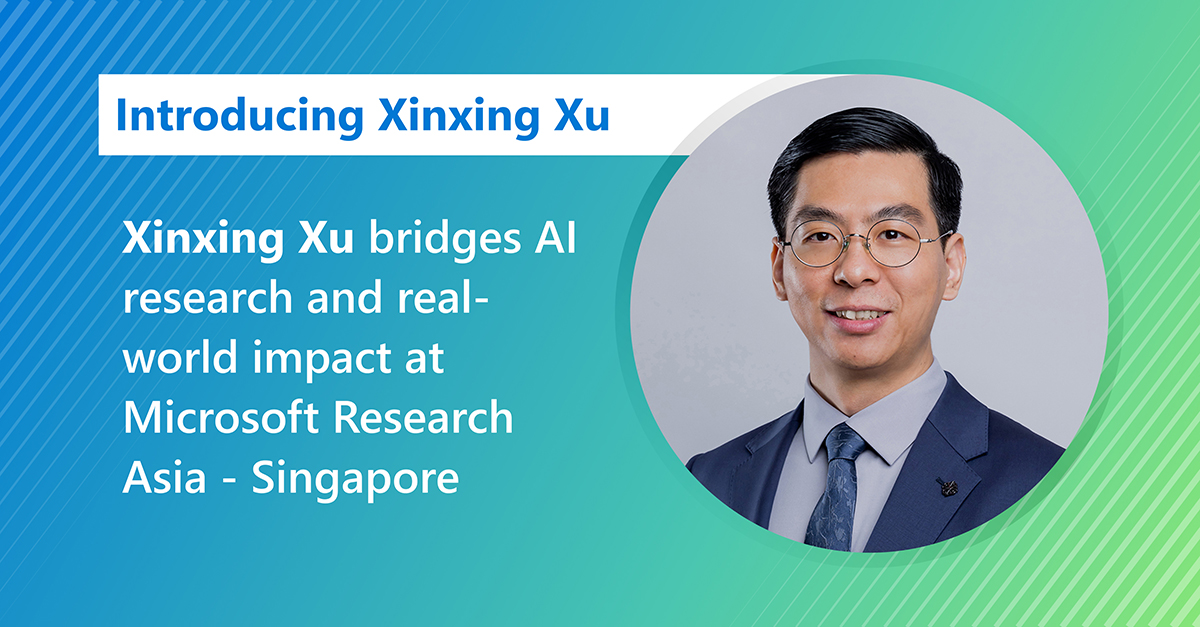 Introducing Xinxing Xu
Xinxing Xu bridges AI
research and real-
world impact at
Microsoft Research
Asia - Singapore